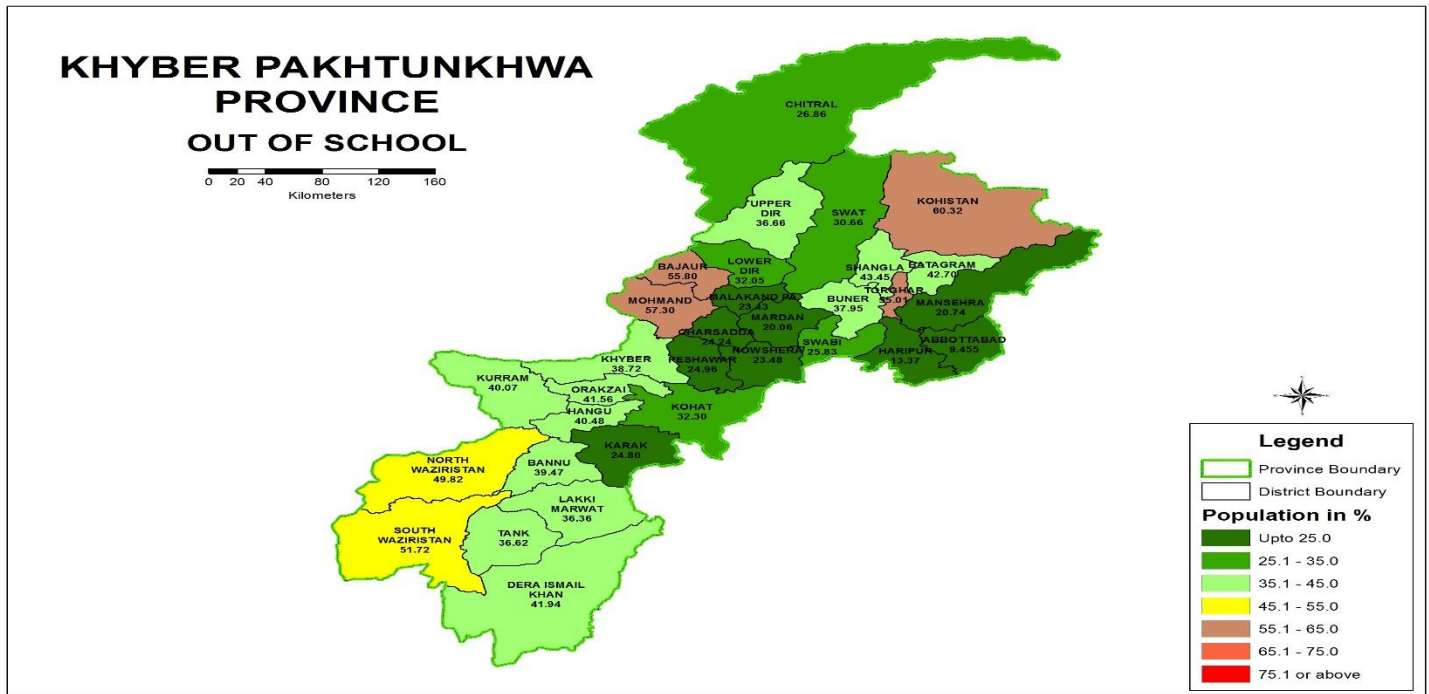 KHYBER PAKHTUNKHWA
PROVINCE
OUT OF SCHOOL
0 20 40 80 120 160
Kilometers
CHITRAL
26.86
UPPER
DIR
36.66
SWAT
30.66
KOHISTAN
60.32
BAJAUR
55.80
LOWER
DIR
32.05
SHANGLA
43.45
BATAGRAM
42.70
TORGHAR
55.01
MOHMAND
57.30
MALAKAND PA
23.43
BUNER
37.95
MANSEHRA
20.74
MARDAN
20.06
CHARSADDA
24.24
SWABI
25.83
ABBOTTABAD
9.455
HARIPUR
13.37
NOWSHERA
23.48
PESHAWAR
24.96
KHYBER
38.72
KURRAM
40.07
ORAKZAI
41.56
HANGU
40.48
KOHAT
32.30
KARAK
24.80
NORTH
WAZIRISTAN
49.82
BANNU
39.47
LAKKI
MARWAT
36.36
SOUTH
WAZIRISTAN
51.72
TANK
36.62
DERA ISMAIL
KHAN
41.94
Legend
Province Boundary
District Boundary
Population in %
Upto 25.0
25.1 - 35.0
35.1 - 45.0
45.1 - 55.0
55.1 - 65.0
65.1 - 75.0
75.1 or above